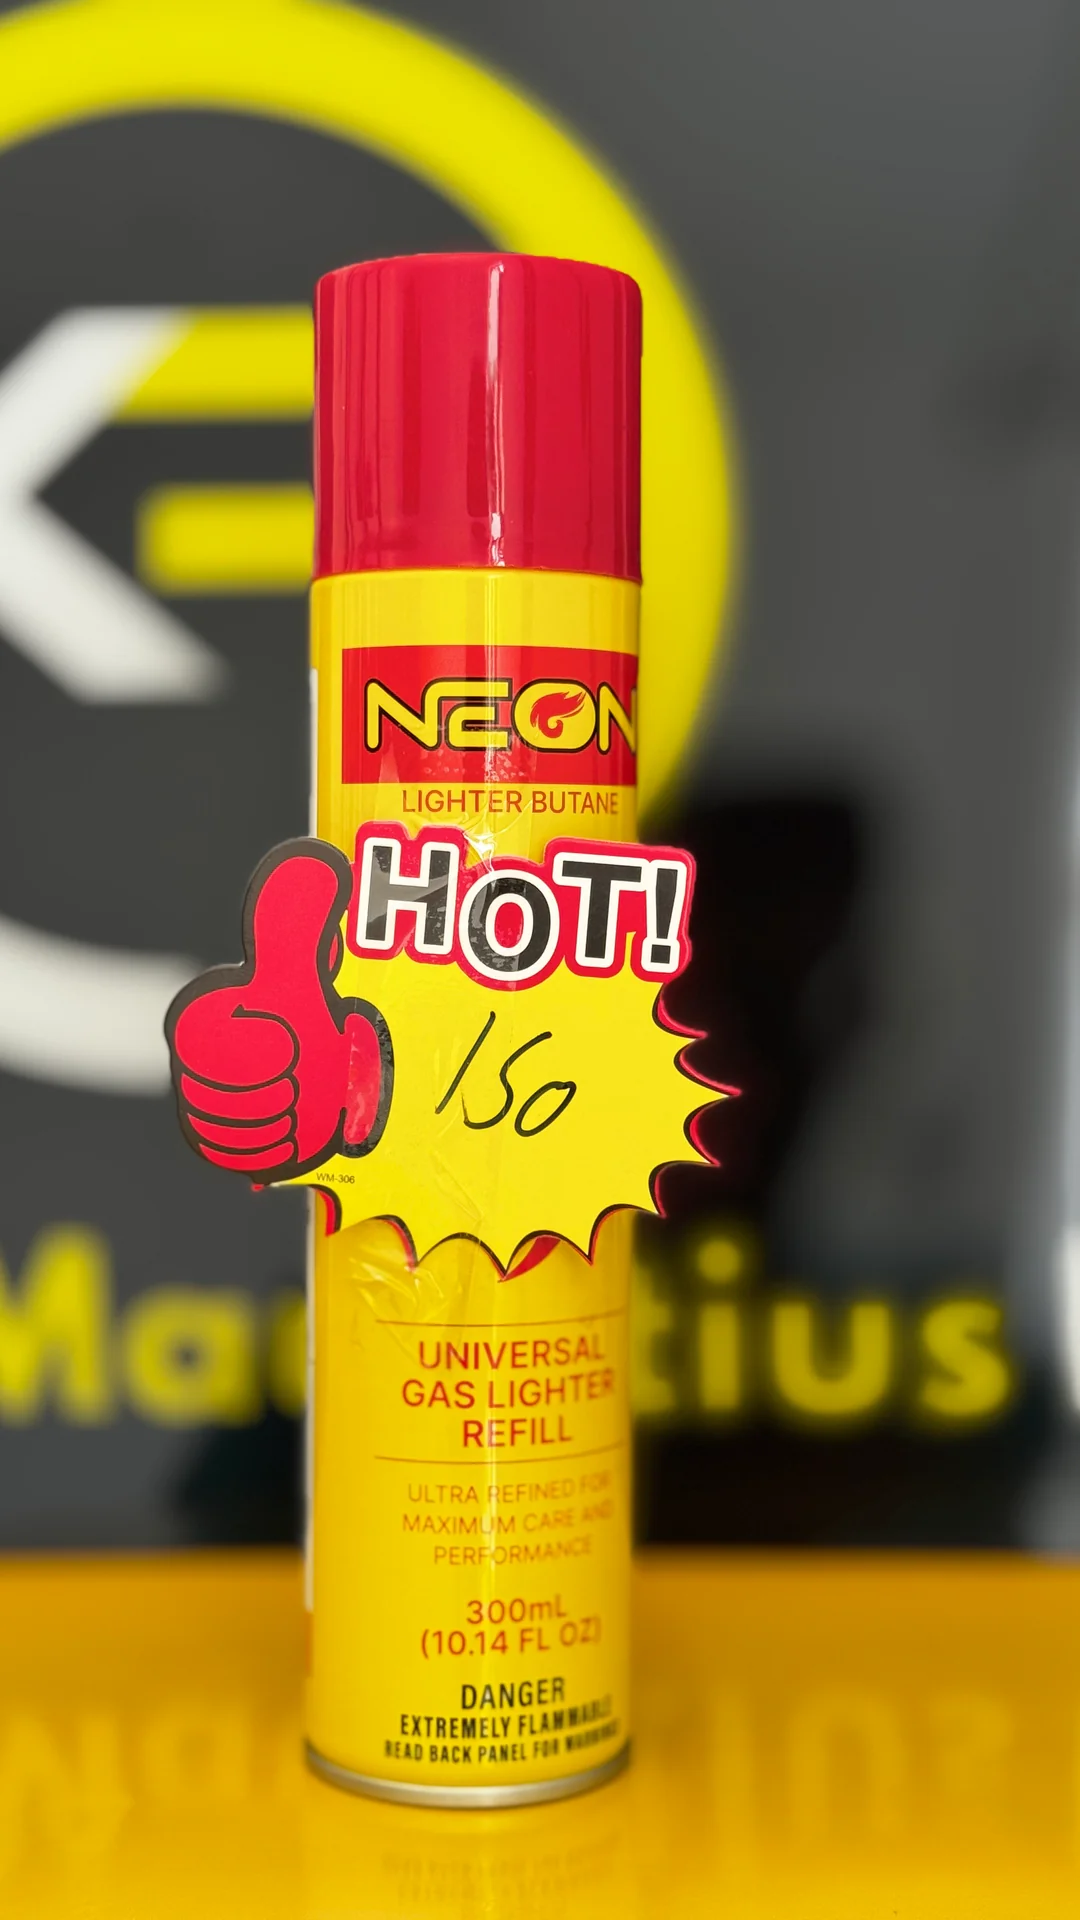 NEON
LIGHTER BUTANE
HOT!
150
WM-306
UNIVERSAL
GAS LIGHTER
REFILL
ULTRA REFINED FOR
MAXIMUM CARE AND
PERFORMANCE
300mL
(10.14 FL OZ)
DANGER
EXTREMELY FLAMMABLE
READ BACK PANEL FOR WARNINGS